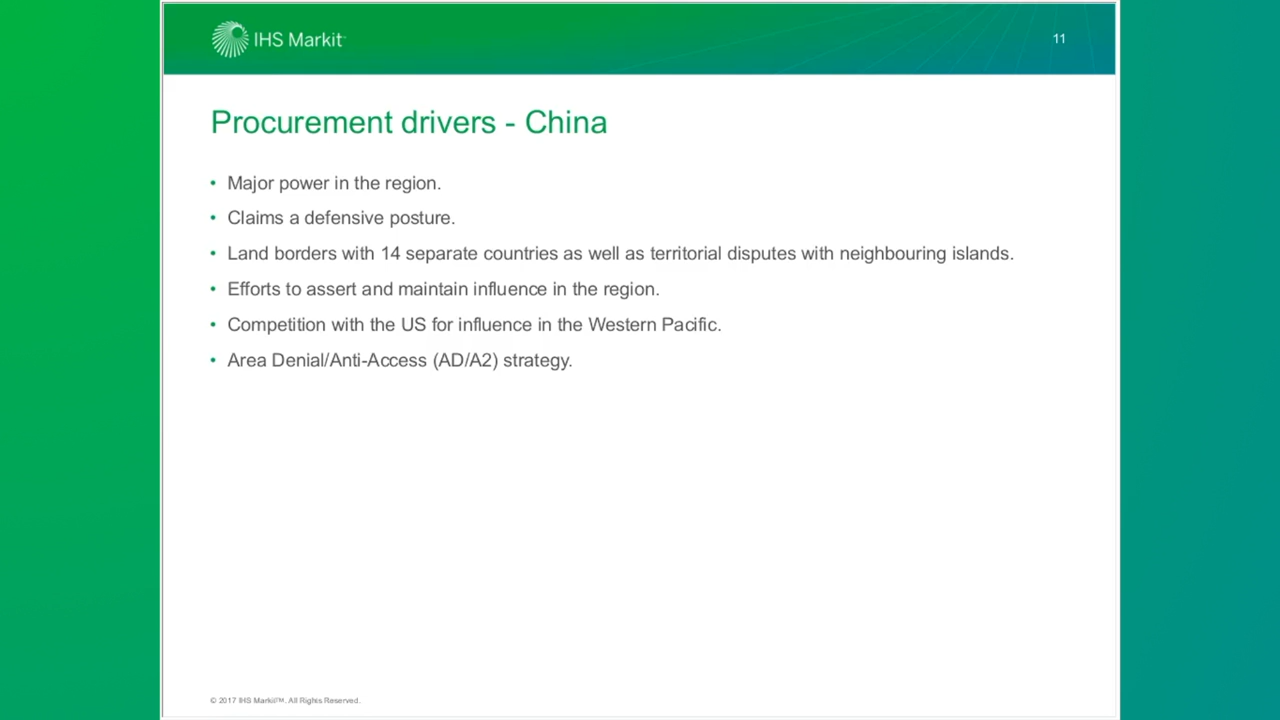 IHS Markit™
11
Procurement drivers - China
• Major power in the region.
• Claims a defensive posture.
• Land borders with 14 separate countries as well as territorial disputes with neighbouring islands.
• Efforts to assert and maintain influence in the region.
• Competition with the US for influence in the Western Pacific.
• Area Denial/Anti-Access (AD/A2) strategy.
© 2017 IHS Markit™. All Rights Reserved.